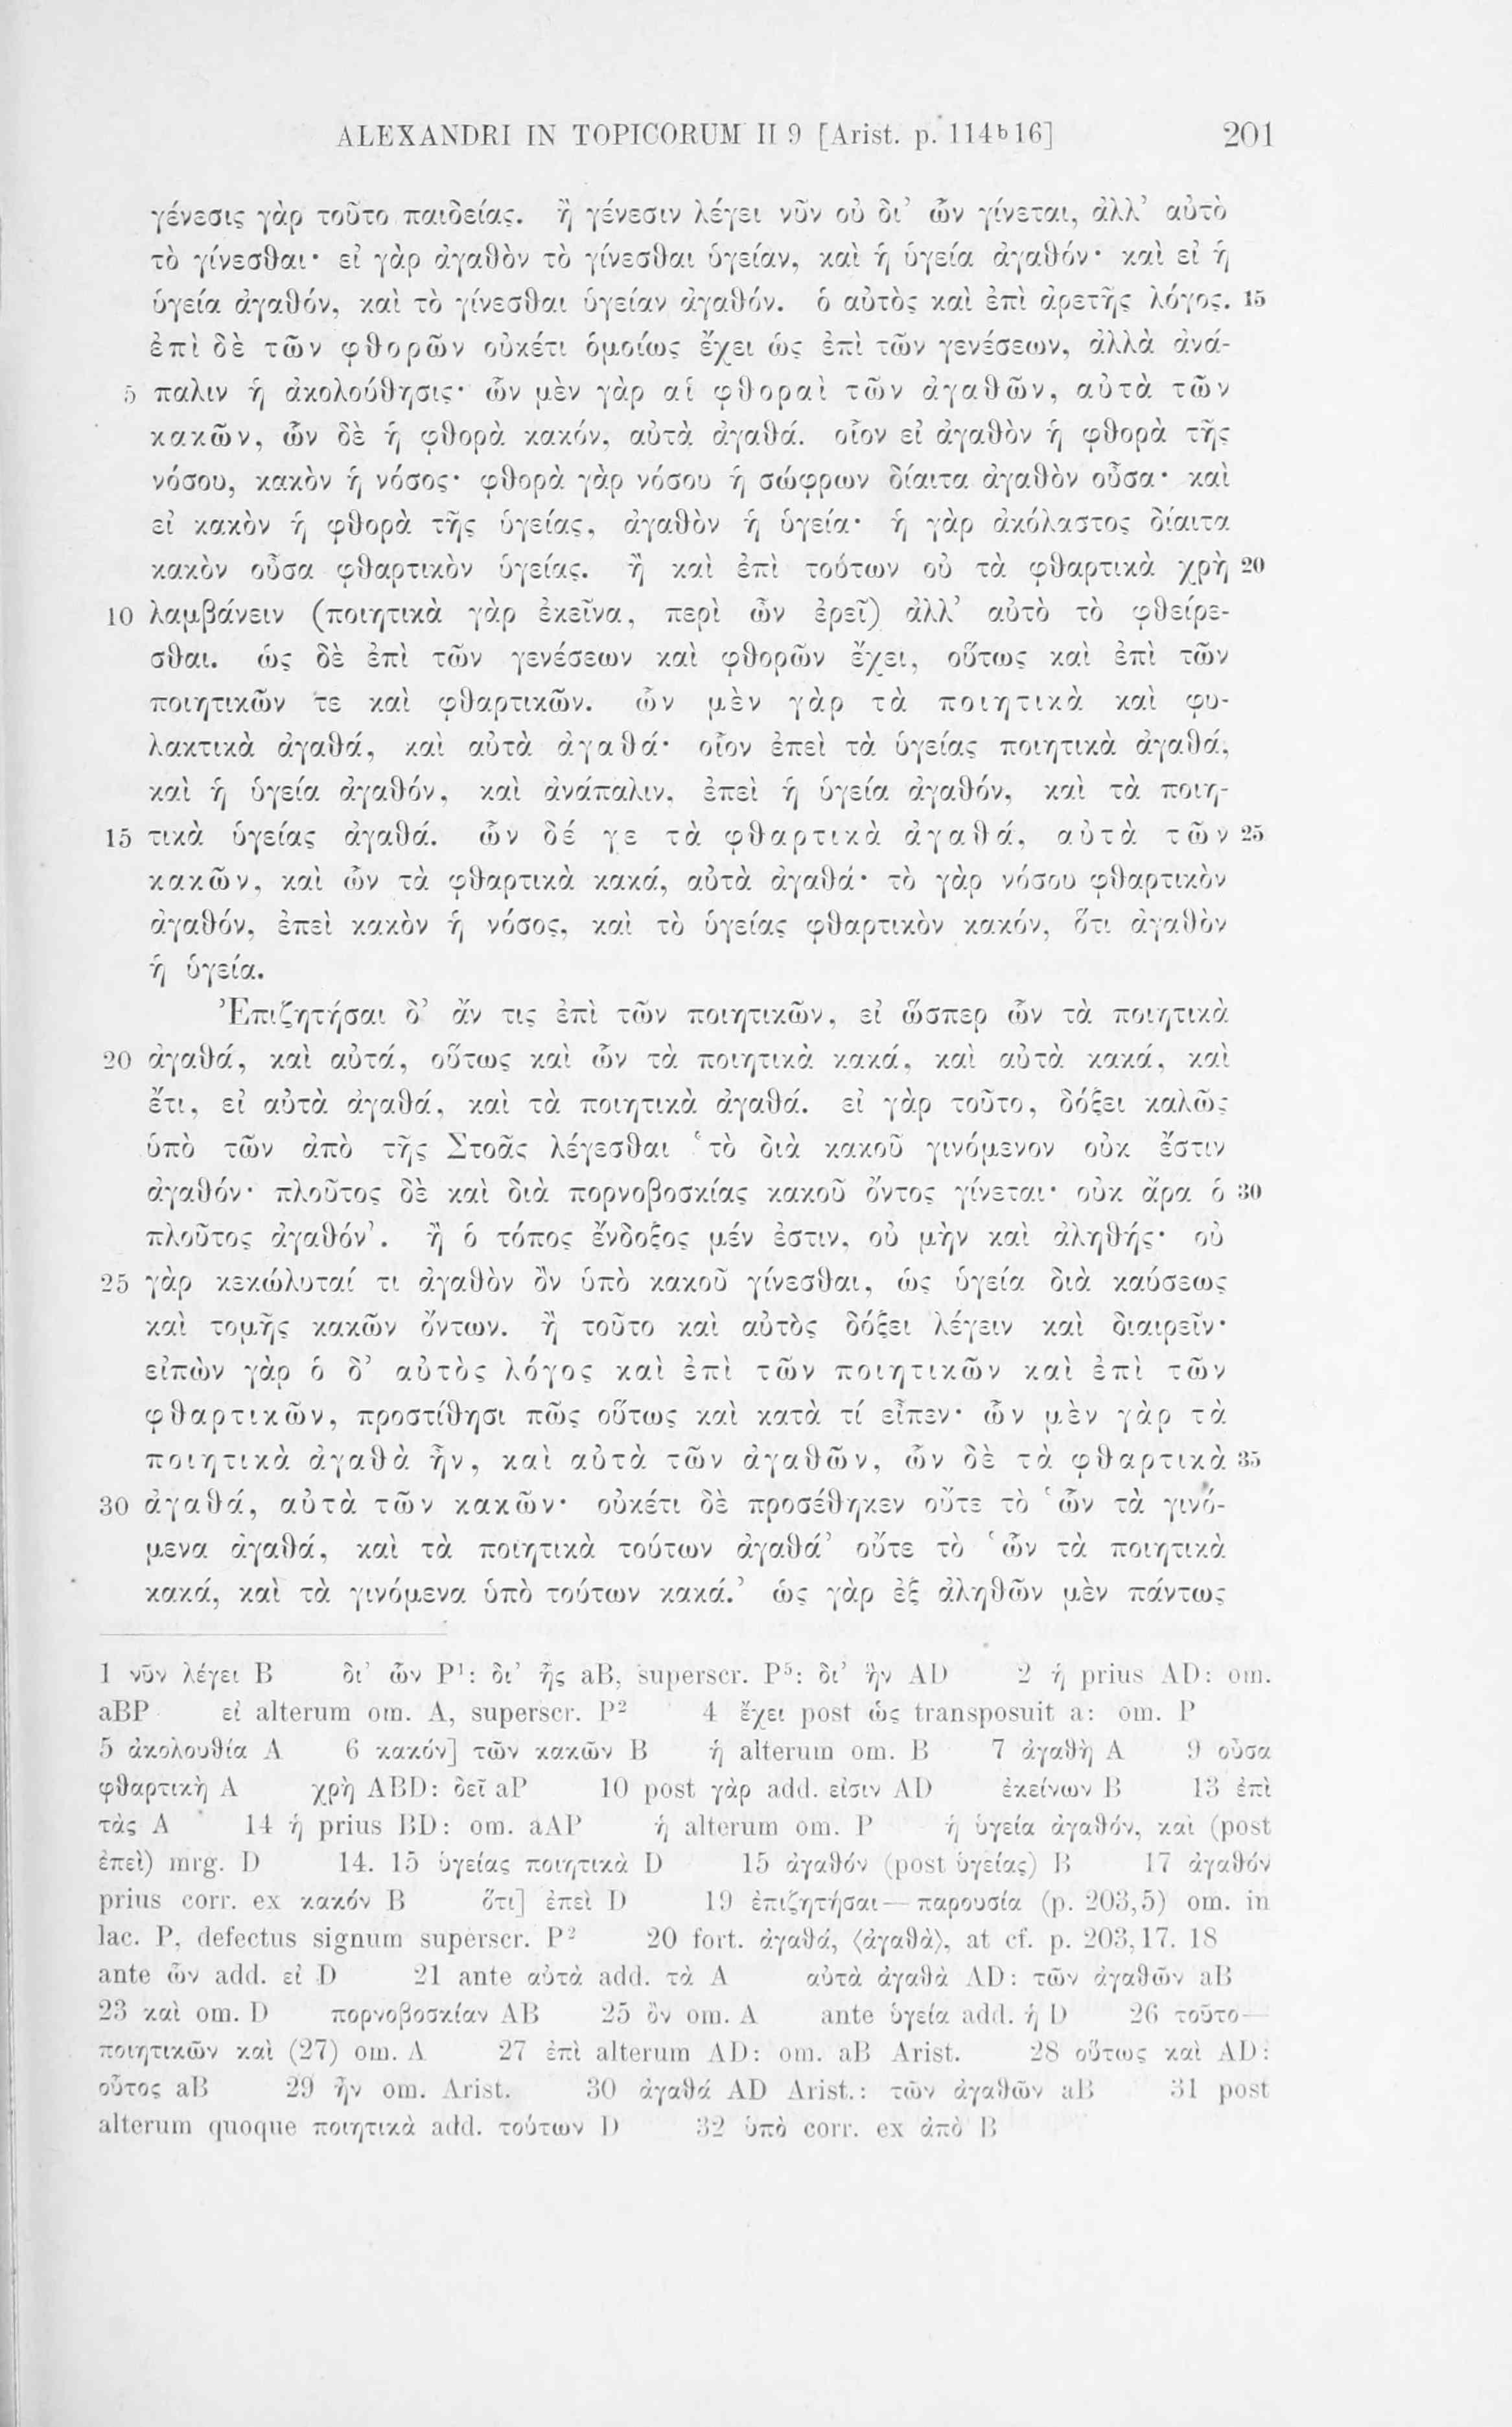 ALEXANDRI IN TOPICORUM II 9 [Arist. p. 114ᵇ16] 201
γένεσις γὰρ τοῦτο παιδείας. ἢ γένεσιν λέγει νῦν οὐ δι’ ὧν γίνεται, ἀλλ’ αὐτὸ
τὸ γίνεσθαι· εἰ γὰρ ἀγαθὸν τὸ γίνεσθαι ὑγείαν, καὶ ἡ ὑγεία ἀγαθόν· καὶ εἰ ἡ
ὑγεία ἀγαθόν, καὶ τὸ γίνεσθαι ὑγείαν ἀγαθόν. ὁ αὐτὸς καὶ ἐπὶ ἀρετῆς λόγος. 15
ἐπὶ δὲ τῶν φθορῶν οὐκέτι ὁμοίως ἔχει ὡς ἐπὶ τῶν γενέσεων, ἀλλὰ ἀνά-
5 παλιν ἡ ἀκολούθησις· ὧν μὲν γὰρ αἱ φθοραὶ τῶν ἀγαθῶν, αὐτὰ τῶν
κακῶν, ὧν δὲ ἡ φθορὰ κακόν, αὐτὰ ἀγαθά. οἷον εἰ ἀγαθὸν ἡ φθορὰ τῆς
νόσου, κακὸν ἡ νόσος· φθορὰ γὰρ νόσου ἡ σώφρων δίαιτα ἀγαθὸν οὖσα· καὶ
εἰ κακὸν ἡ φθορὰ τῆς ὑγείας, ἀγαθὸν ἡ ὑγεία· ἡ γὰρ ἀκόλαστος δίαιτα
κακὸν οὖσα φθαρτικὸν ὑγείας. ἢ καὶ ἐπὶ τούτων οὐ τὰ φθαρτικὰ χρὴ 20
10 λαμβάνειν (ποιητικὰ γὰρ ἐκεῖνα, περὶ ὧν ἐρεῖ) ἀλλ’ αὐτὸ τὸ φθείρε-
σθαι. ὡς δὲ ἐπὶ τῶν γενέσεων καὶ φθορῶν ἔχει, οὕτως καὶ ἐπὶ τῶν
ποιητικῶν τε καὶ φθαρτικῶν. ὧν μὲν γὰρ τὰ ποιητικὰ καὶ φυ-
λακτικὰ ἀγαθά, καὶ αὐτὰ ἀγαθά· οἷον ἐπεὶ τὰ ὑγείας ποιητικὰ ἀγαθά,
καὶ ἡ ὑγεία ἀγαθόν, καὶ ἀνάπαλιν, ἐπεὶ ἡ ὑγεία ἀγαθόν, καὶ τὰ ποιη-
15 τικὰ ὑγείας ἀγαθά. ὧν δέ γε τὰ φθαρτικὰ ἀγαθά, αὐτὰ τῶν 25
κακῶν, καὶ ὧν τὰ φθαρτικὰ κακά, αὐτὰ ἀγαθά· τὸ γὰρ νόσου φθαρτικὸν
ἀγαθόν, ἐπεὶ κακὸν ἡ νόσος, καὶ τὸ ὑγείας φθαρτικὸν κακόν, ὅτι ἀγαθὸν
ἡ ὑγεία.
Ἐπιζητήσαι δ’ ἄν τις ἐπὶ τῶν ποιητικῶν, εἰ ὥσπερ ὧν τὰ ποιητικὰ
20 ἀγαθά, καὶ αὐτά, οὕτως καὶ ὧν τὰ ποιητικὰ κακά, καὶ αὐτὰ κακά, καὶ
ἔτι, εἰ αὐτὰ ἀγαθά, καὶ τὰ ποιητικὰ ἀγαθά. εἰ γὰρ τοῦτο, δόξει καλῶς
ὑπὸ τῶν ἀπὸ τῆς Στοᾶς λέγεσθαι ‘τὸ διὰ κακοῦ γινόμενον οὐκ ἔστιν
ἀγαθόν· πλοῦτος δὲ καὶ διὰ πορνοβοσκίας κακοῦ ὄντος γίνεται· οὐκ ἄρα ὁ 30
πλοῦτος ἀγαθόν’. ἢ ὁ τόπος ἔνδοξος μέν ἐστιν, οὐ μὴν καὶ ἀληθής· οὐ
25 γὰρ κεκώλυταί τι ἀγαθὸν ὂν ὑπὸ κακοῦ γίνεσθαι, ὡς ὑγεία διὰ καύσεως
καὶ τομῆς κακῶν ὄντων. ἢ τοῦτο καὶ αὐτὸς δόξει λέγειν καὶ διαιρεῖν·
εἰπὼν γὰρ ὁ δ’ αὐτὸς λόγος καὶ ἐπὶ τῶν ποιητικῶν καὶ ἐπὶ τῶν
φθαρτικῶν, προστίθησι πῶς οὕτως καὶ κατὰ τί εἶπεν· ὧν μὲν γὰρ τὰ
ποιητικὰ ἀγαθὰ ἦν, καὶ αὐτὰ τῶν ἀγαθῶν, ὧν δὲ τὰ φθαρτικὰ 35
30 ἀγαθά, αὐτὰ τῶν κακῶν· οὐκέτι δὲ προσέθηκεν οὔτε τὸ ‘ὧν τὰ γινό-
μενα ἀγαθά, καὶ τὰ ποιητικὰ τούτων ἀγαθά’ οὔτε τὸ ‘ὧν τὰ ποιητικὰ
κακά, καὶ τὰ γινόμενα ὑπὸ τούτων κακά.’ ὡς γὰρ ἐξ ἀληθῶν μὲν πάντως
1 νῦν λέγει B δι’ ὧν P¹: δι’ ἧς aB, superscr. P⁵: δι’ ἣν AD 2 ἡ prius AD: om.
aBP εἰ alterum om. A, superscr. P² 4 ἔχει post ὡς transposuit a: om. P
5 ἀκολουθία A 6 κακόν] τῶν κακῶν B ἡ alterum om. B 7 ἀγαθὴ A 9 οὖσα
φθαρτικὴ A χρὴ ABD: δεῖ aP 10 post γὰρ add. εἰσιν AD ἐκείνων B 13 ἐπὶ
τὰς A 14 ἡ prius BD: om. aAP ἡ alterum om. P ἡ ὑγεία ἀγαθόν, καὶ (post
ἐπεὶ) mrg. D 14. 15 ὑγείας ποιητικὰ D 15 ἀγαθόν (post ὑγείας) B 17 ἀγαθόν
prius corr. ex κακόν B ὅτι] ἐπεὶ D 19 ἐπιζητήσαι—παρουσία (p. 203,5) om. in
lac. P, defectus signum superscr. P² 20 fort. ἀγαθά, ⟨ἀγαθὰ⟩, at cf. p. 203,17. 18
ante ὧν add. εἰ D 21 ante αὐτὰ add. τὰ A αὐτὰ ἀγαθὰ AD: τῶν ἀγαθῶν aB
23 καὶ om. D πορνοβοσκίαν AB 25 ὂν om. A ante ὑγεία add. ἡ D 26 τοῦτο—
ποιητικῶν καὶ (27) om. A 27 ἐπὶ alterum AD: om. aB Arist. 28 οὕτως καὶ AD:
οὗτος aB 29 ἦν om. Arist. 30 ἀγαθά AD Arist.: τῶν ἀγαθῶν aB 31 post
alterum quoque ποιητικὰ add. τούτων D 32 ὑπὸ corr. ex ἀπὸ B